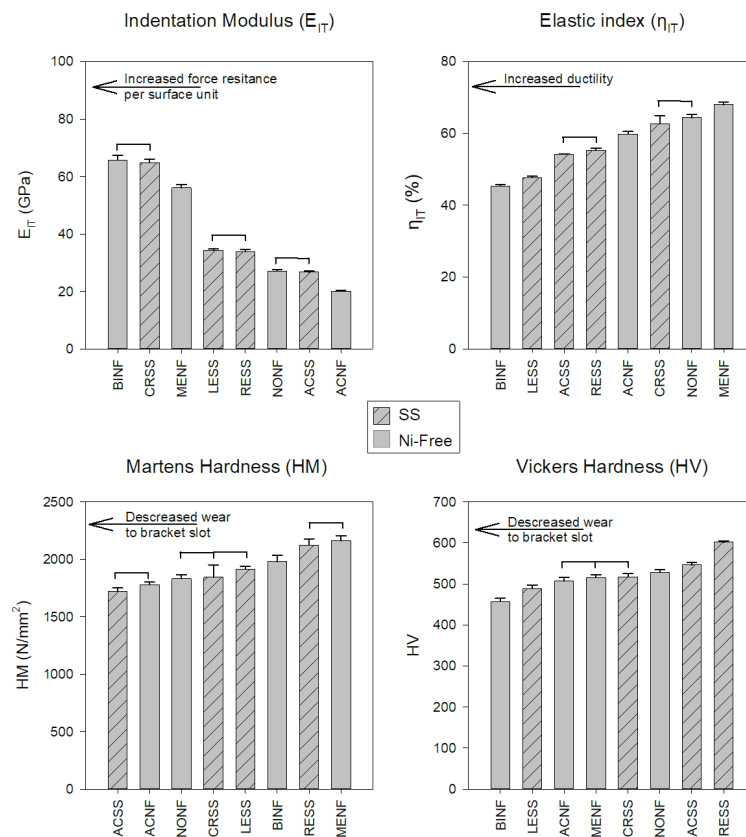 Indentation Modulus (E_IT)
100
80
60
40
20
0
E_IT (GPa)
Increased force resitance
per surface unit
BINF
CRSS
MENF
LESS
RESS
NONF
ACSS
ACNF
Elastic index (η_IT)
80
60
40
20
0
η_IT (%)
Increased ductility
BINF
LESS
ACSS
RESS
ACNF
CRSS
NONF
MENF
SS
Ni-Free
Martens Hardness (HM)
2500
2000
1500
1000
500
0
HM (N/mm²)
Descreased wear
to bracket slot
ACSS
ACNF
NONF
CRSS
LESS
BINF
RESS
MENF
Vickers Hardness (HV)
700
600
500
400
300
200
100
0
HV
Descreased wear
to bracket slot
BINF
LESS
ACNF
MENF
CRSS
NONF
ACSS
RESS